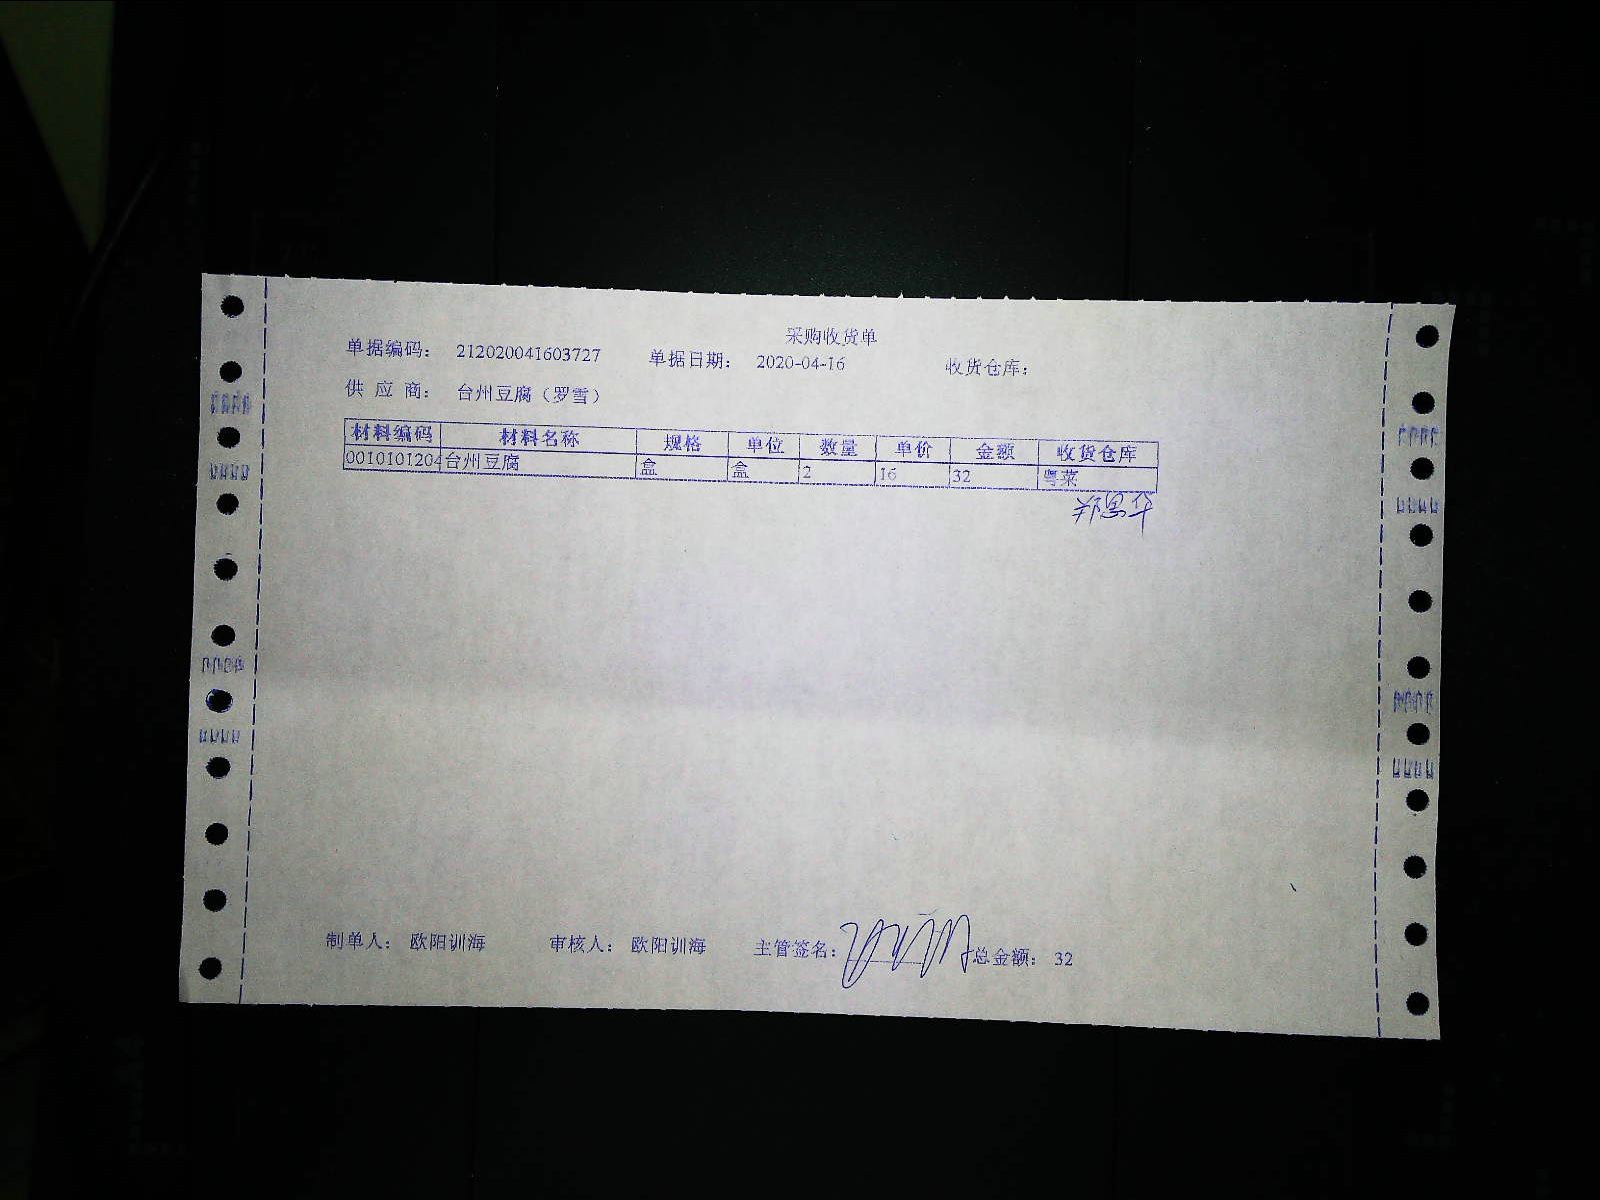 采购收货单
单据编码： 212020041603727 单据日期： 2020-04-16 收货仓库：
供 应 商： 台州豆腐（罗雪）
材料编码 材料名称 规格 单位 数量 单价 金额 收货仓库
0010101204 台州豆腐 盒 盒 2 16 32 粤菜
制单人： 欧阳训海 审核人： 欧阳训海 主管签名： 总金额： 32